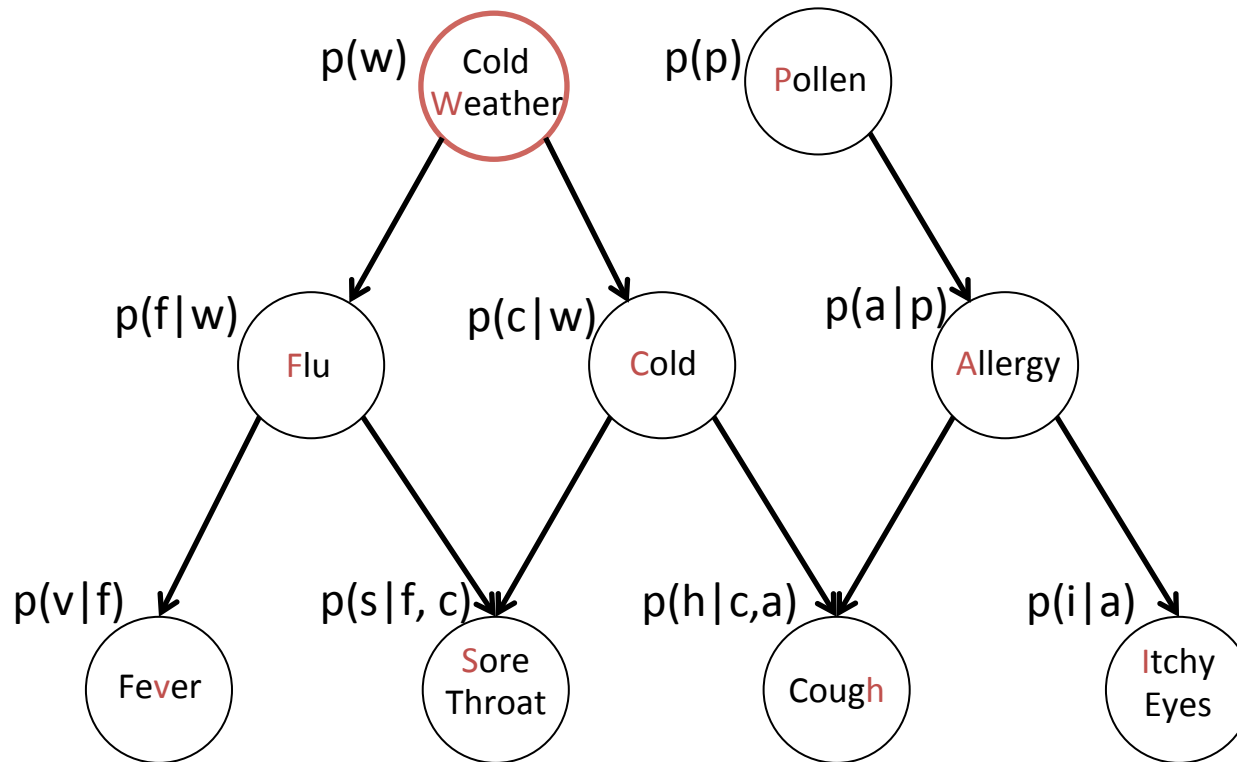 p(w)
Cold
Weather
p(p)
Pollen
p(f|w)
Flu
p(c|w)
Cold
p(a|p)
Allergy
p(v|f)
Fever
p(s|f, c)
Sore
Throat
p(h|c,a)
Cough
p(i|a)
Itchy
Eyes